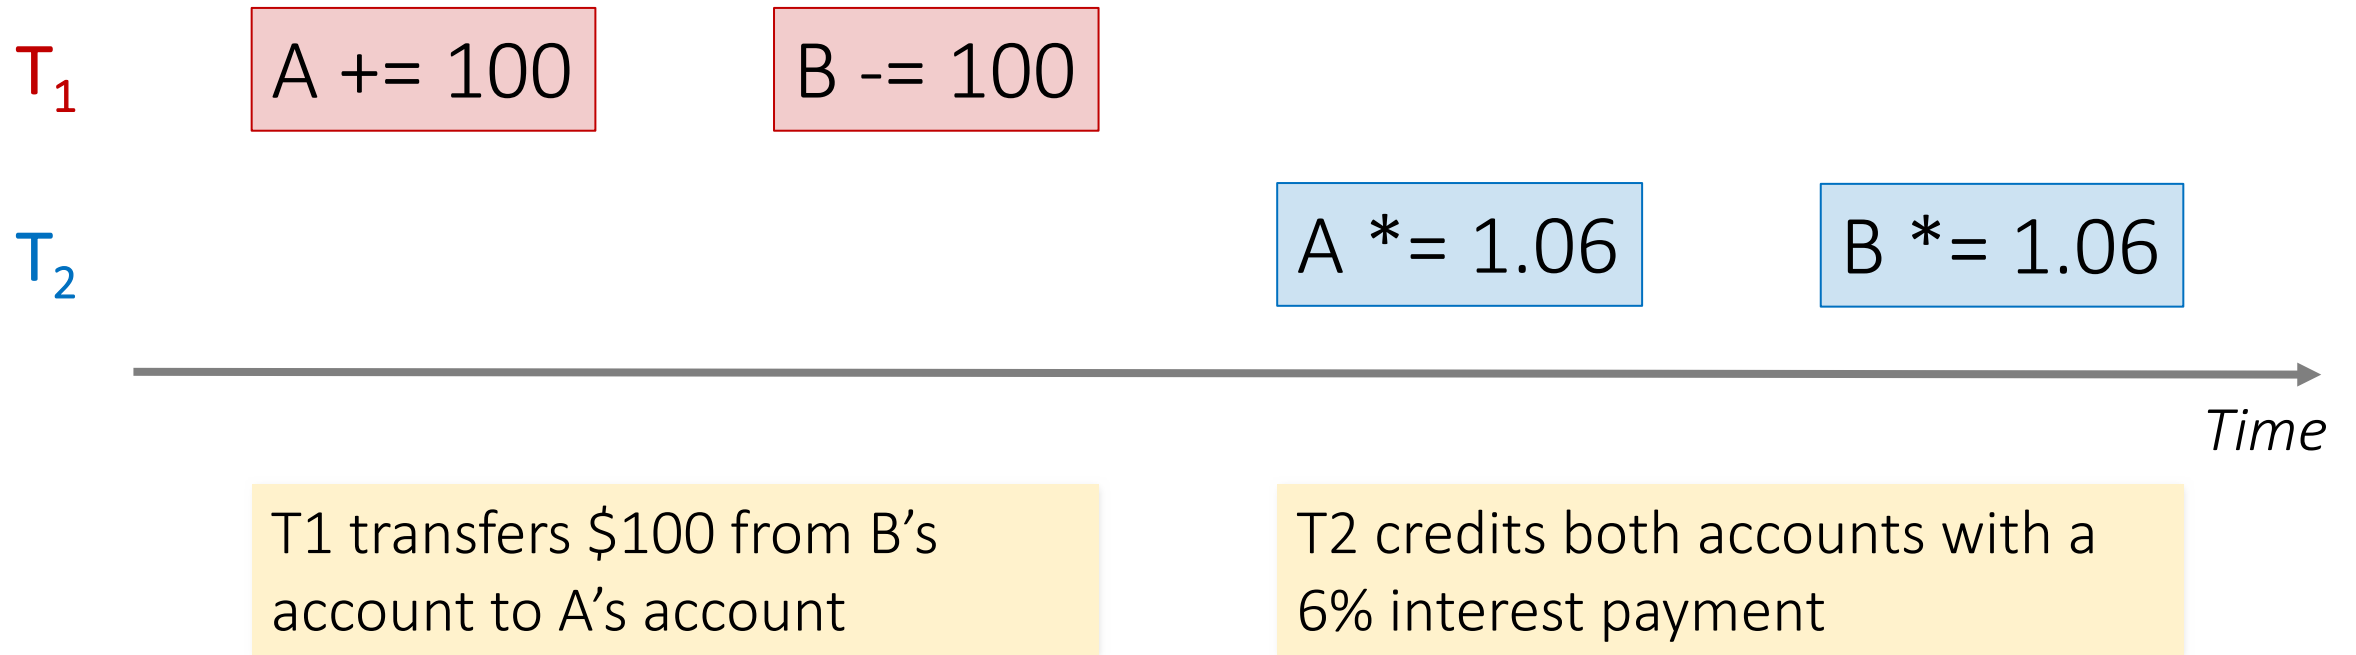 T1 A += 100 B -= 100
T2 A *= 1.06 B *= 1.06
Time
T1 transfers $100 from B’s
account to A’s account
T2 credits both accounts with a
6% interest payment